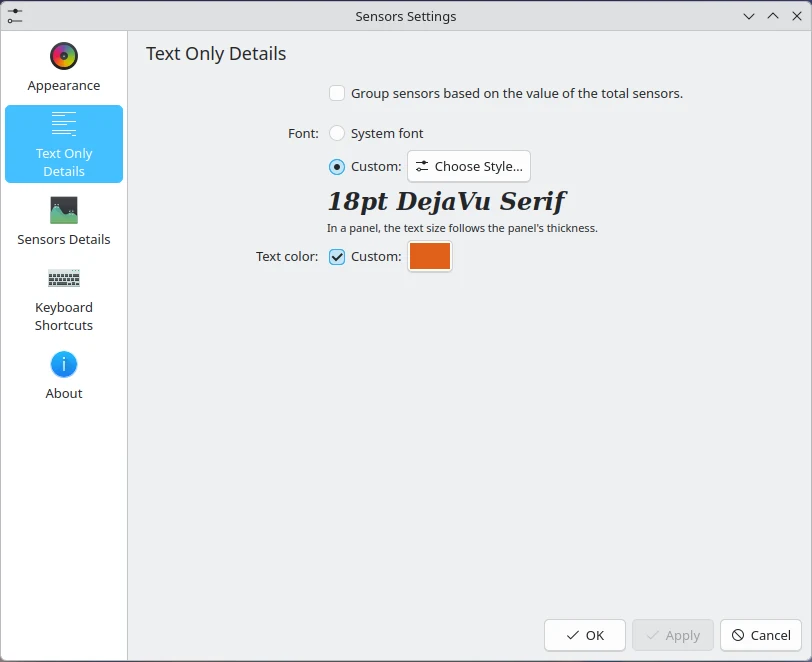 Sensors Settings
Appearance
Text Only
Details
Sensors Details
Keyboard
Shortcuts
About
Text Only Details
Group sensors based on the value of the total sensors.
Font:
System font
Custom:
Choose Style...
18pt DejaVu Serif
In a panel, the text size follows the panel's thickness.
Text color:
Custom:
OK
Apply
Cancel